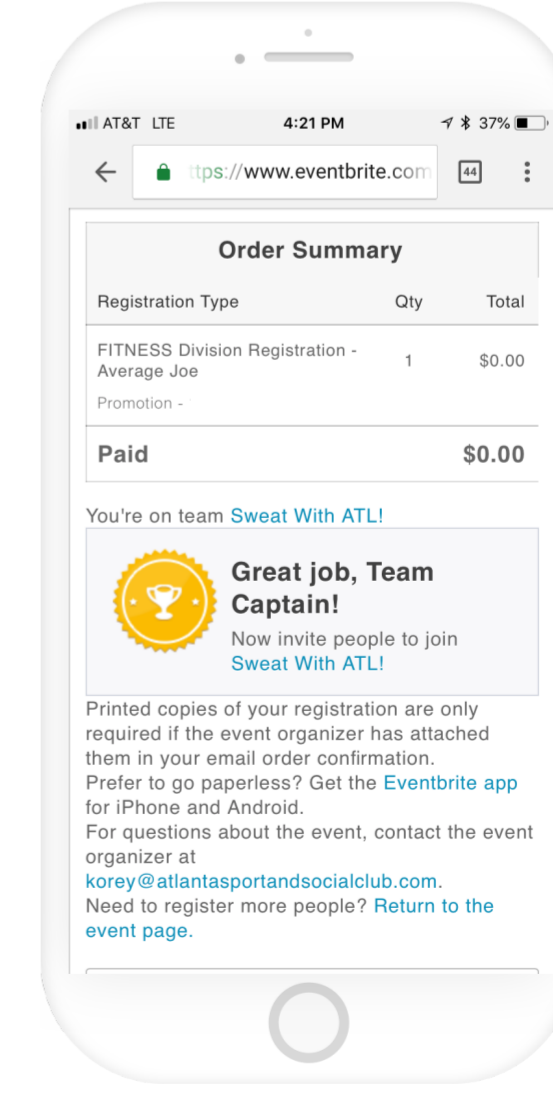 AT&T LTE 4:21 PM 37%
ttps://www.eventbrite.com 44
Order Summary
Registration Type Qty Total
FITNESS Division Registration - 1 $0.00
Average Joe
Promotion -
Paid $0.00
You're on team Sweat With ATL!
Great job, Team
Captain!
Now invite people to join
Sweat With ATL!
Printed copies of your registration are only
required if the event organizer has attached
them in your email order confirmation.
Prefer to go paperless? Get the Eventbrite app
for iPhone and Android.
For questions about the event, contact the event
organizer at
korey@atlantasportandsocialclub.com.
Need to register more people? Return to the
event page.